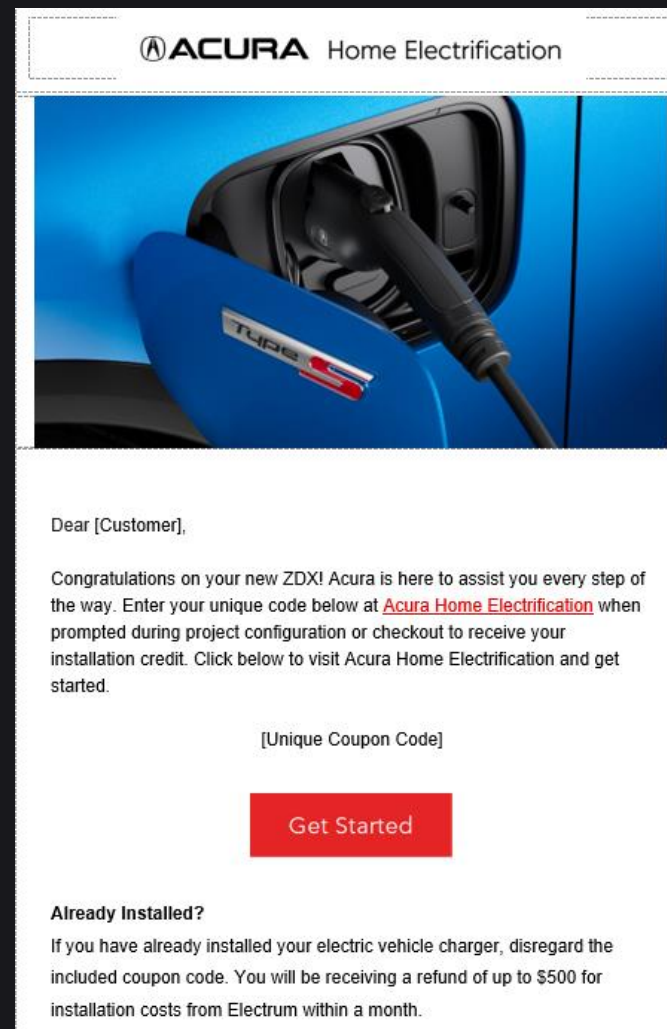 ACURA Home Electrification
TYPE S
Dear [Customer],
Congratulations on your new ZDX! Acura is here to assist you every step of
the way. Enter your unique code below at Acura Home Electrification when
prompted during project configuration or checkout to receive your
installation credit. Click below to visit Acura Home Electrification and get
started.
[Unique Coupon Code]
Get Started
Already Installed?
If you have already installed your electric vehicle charger, disregard the
included coupon code. You will be receiving a refund of up to $500 for
installation costs from Electrum within a month.